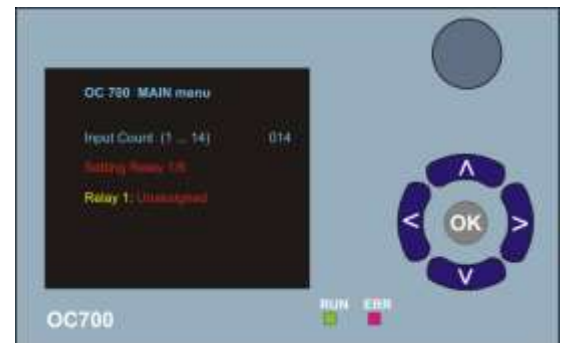 OC 700 MAIN menu
Input Count (1 ... 14) 014
Setting Relay 1/6
Relay 1: Unassigned
OK
RUN ERR
OC700